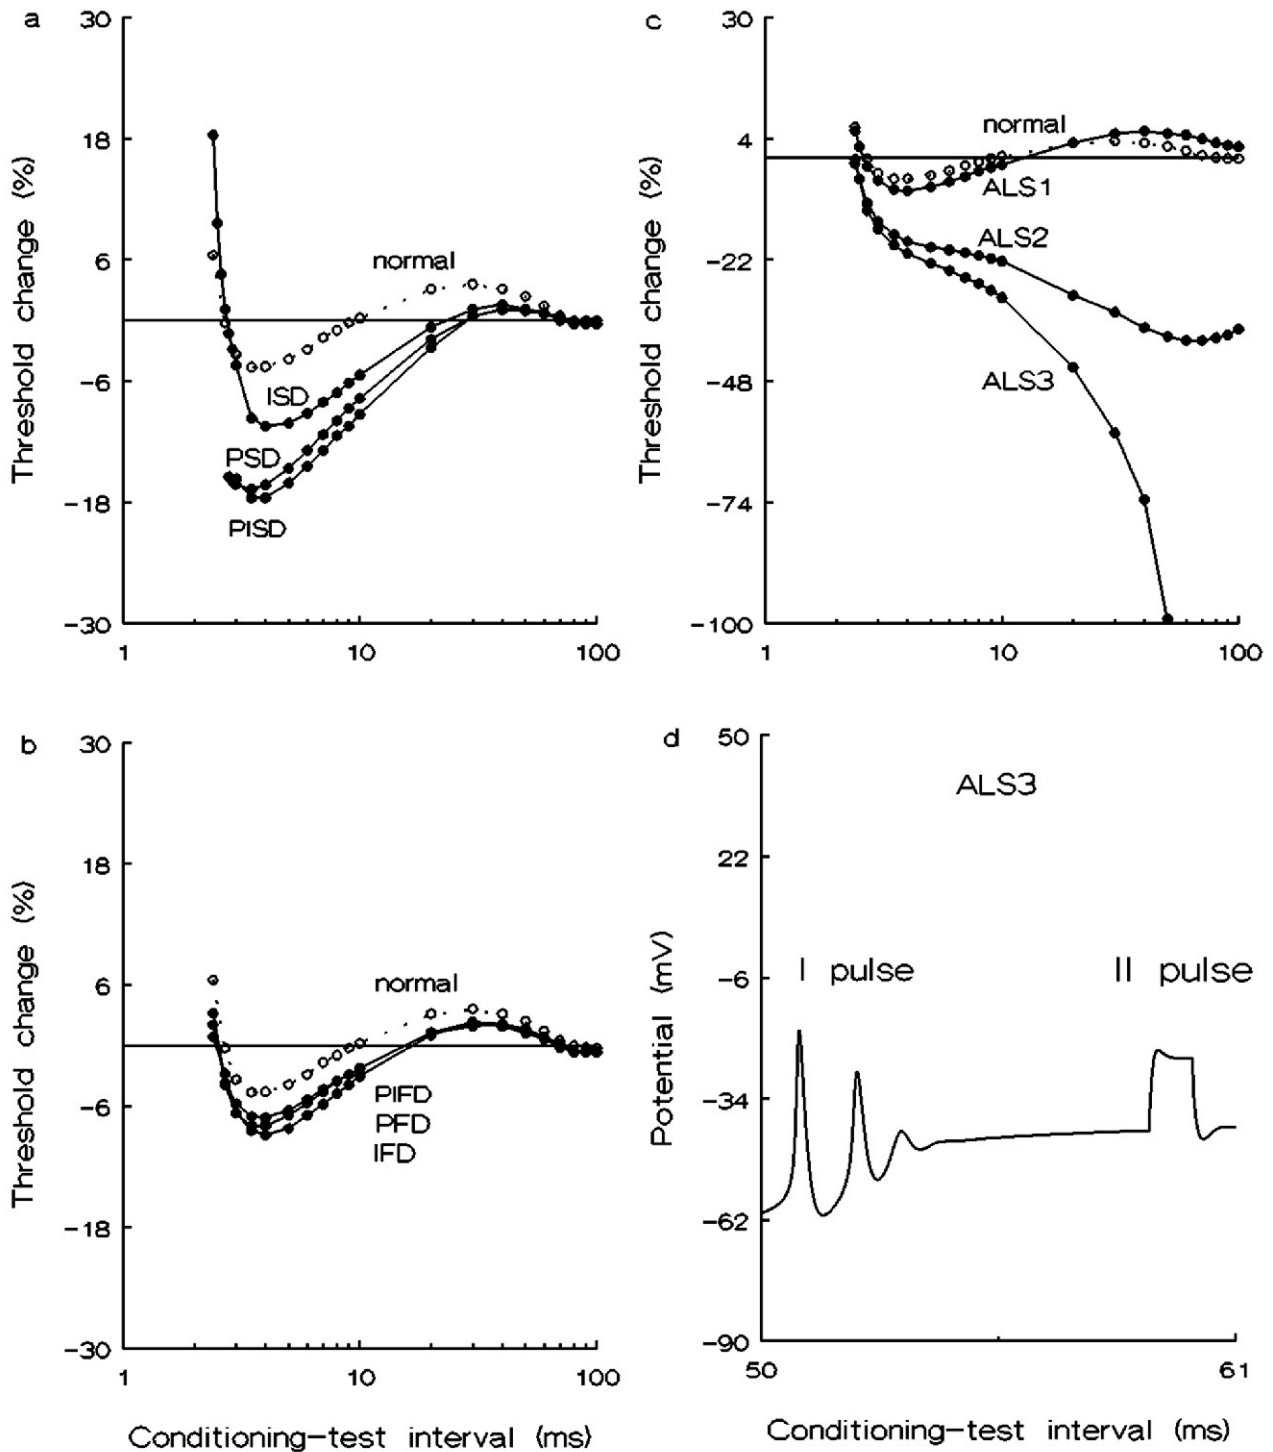 a
30
18
6
−6
−18
−30
Threshold change (%)
normal
ISD
PSD
PISD
1
10
100
c
30
4
−22
−48
−74
−100
Threshold change (%)
normal
ALS1
ALS2
ALS3
1
10
100
b
30
18
6
−6
−18
−30
Threshold change (%)
normal
PIFD
PFD
IFD
1
10
100
Conditioning−test interval (ms)
d
50
22
−6
−34
−62
−90
Potential (mV)
ALS3
I pulse
II pulse
50
61
Conditioning−test interval (ms)